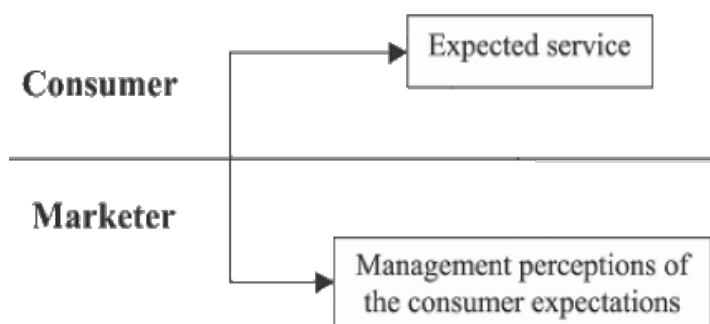 Expected service
Consumer
Marketer
Management perceptions of
the consumer expectations